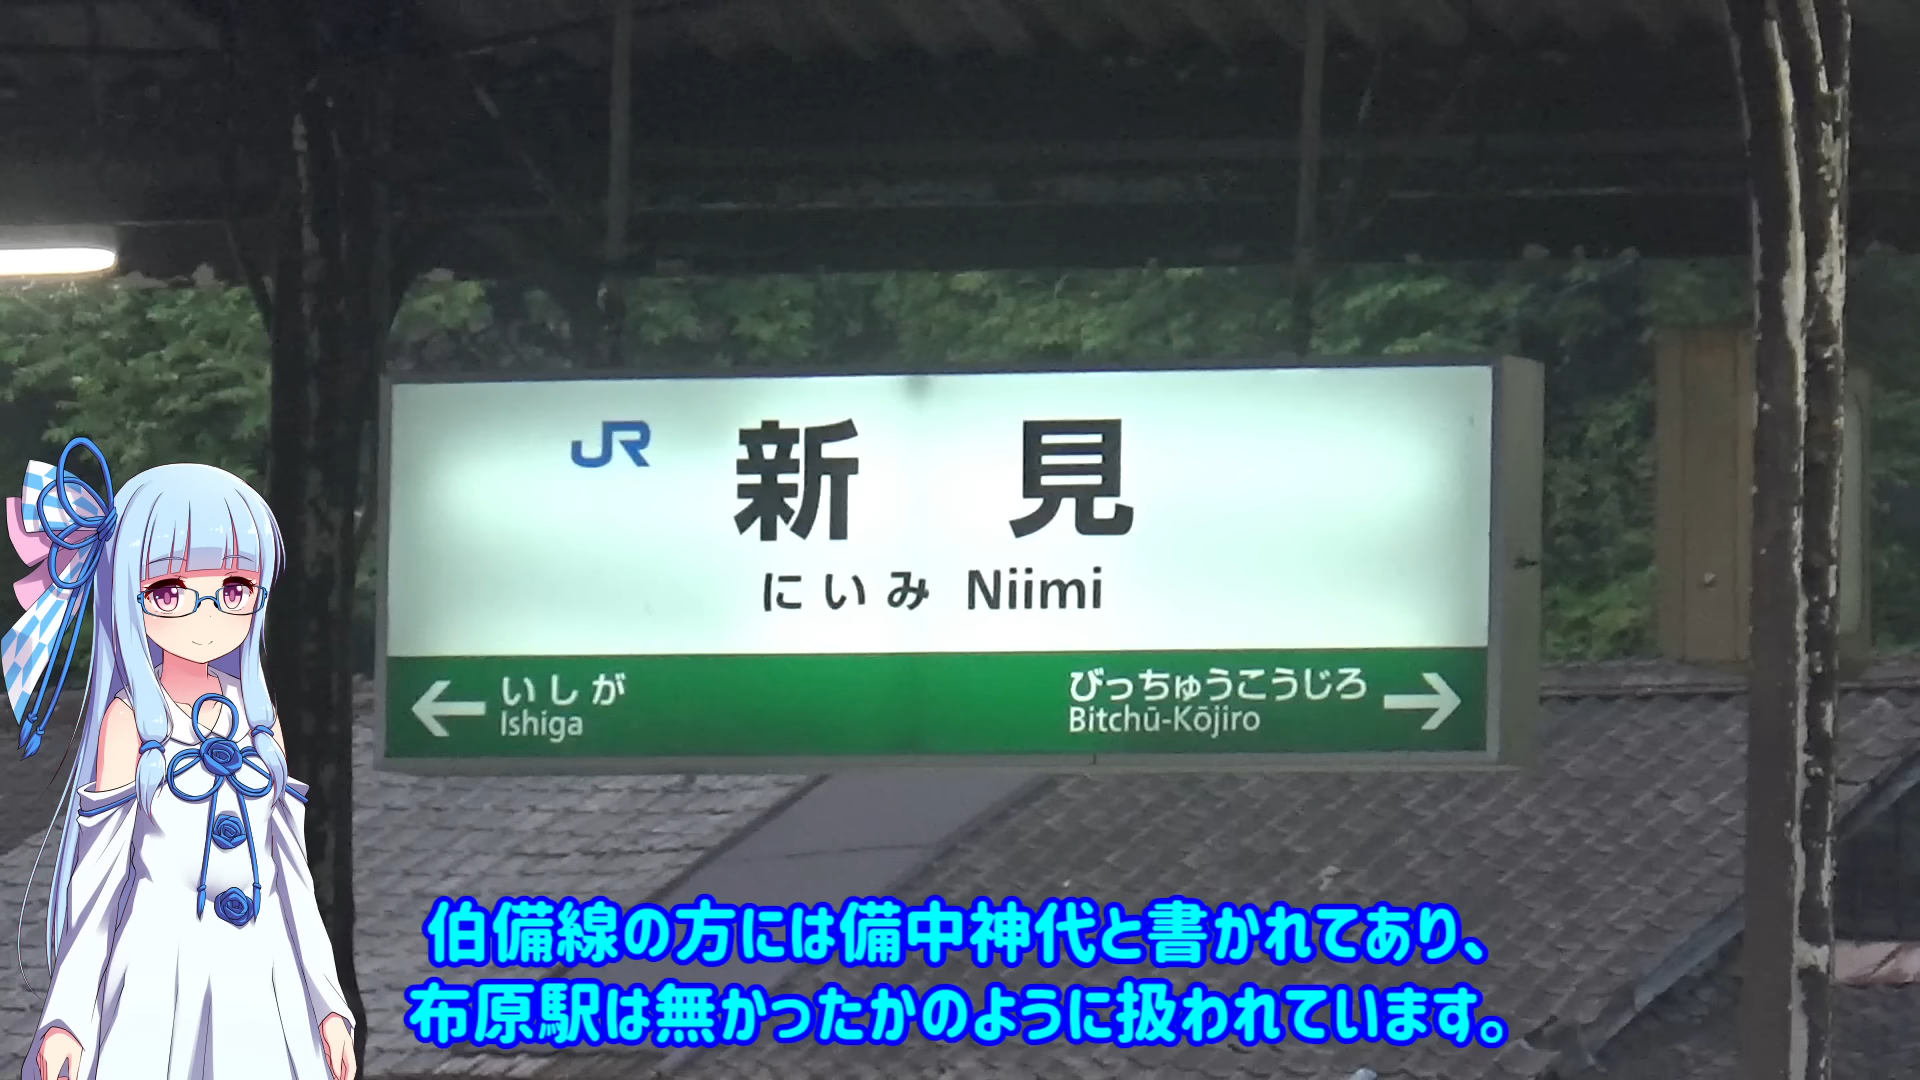 JR 新見
にいみ Niimi
← いしが びっちゅうこうじろ →
Ishiga Bitchū-Kōjiro
伯備線の方には備中神代と書かれてあり、
布原駅は無かったかのように扱われています。